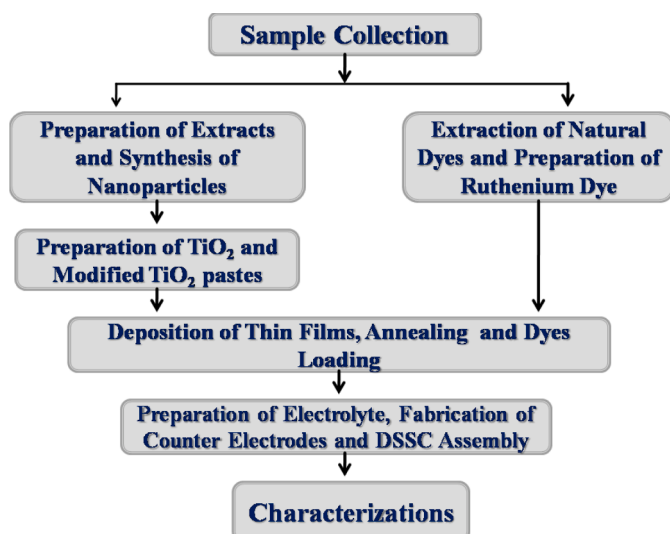 Sample Collection
Preparation of Extracts
and Synthesis of
Nanoparticles
Extraction of Natural
Dyes and Preparation of
Ruthenium Dye
Preparation of TiO₂ and
Modified TiO₂ pastes
Deposition of Thin Films, Annealing and Dyes
Loading
Preparation of Electrolyte, Fabrication of
Counter Electrodes and DSSC Assembly
Characterizations